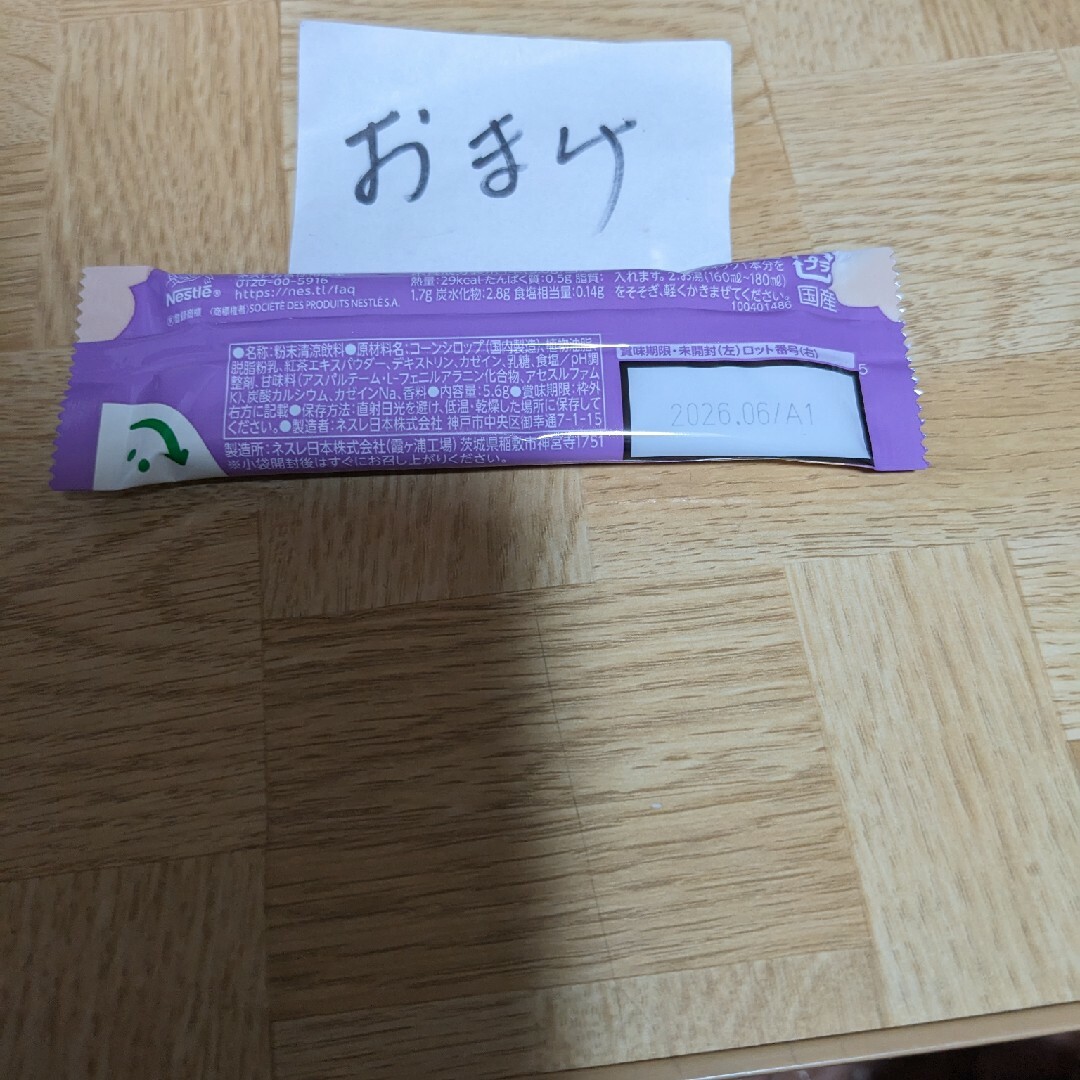 おまけ
Nestlé®
0120-00-5916
https://nes.tl/faq
(商標権者)SOCIÉTÉ DES PRODUITS NESTLÉ S.A.
熱量:29kcal たんぱく質:0.5g 脂質:
1.7g 炭水化物:2.8g 食塩相当量:0.14g
1本分を
入れます。2.お湯(160㎖~180㎖)
をそそぎ、軽くかきまぜてください。
100401486
プラ
国産
●名称:粉末清涼飲料●原材料名:コーンシロップ(国内製造)、植物油脂、
脱脂粉乳、紅茶エキスパウダー、デキストリン、カゼイン、乳糖、食塩/pH調
整剤、甘味料(アスパルテーム・L-フェニルアラニン化合物、アセスルファム
K)、炭酸カルシウム、カゼインNa、香料●内容量:5.6g●賞味期限:枠外
右方に記載●保存方法:直射日光を避け、低温・乾燥した場所に保存して
ください。●製造者:ネスレ日本株式会社 神戸市中央区御幸通7-1-15
製造所:ネスレ日本株式会社(霞ヶ浦工場)茨城県稲敷市神宮寺1751
※小袋開封後はすぐにお召し上がりください。
賞味期限・未開封(左)ロット番号(右)
2026.06/A1